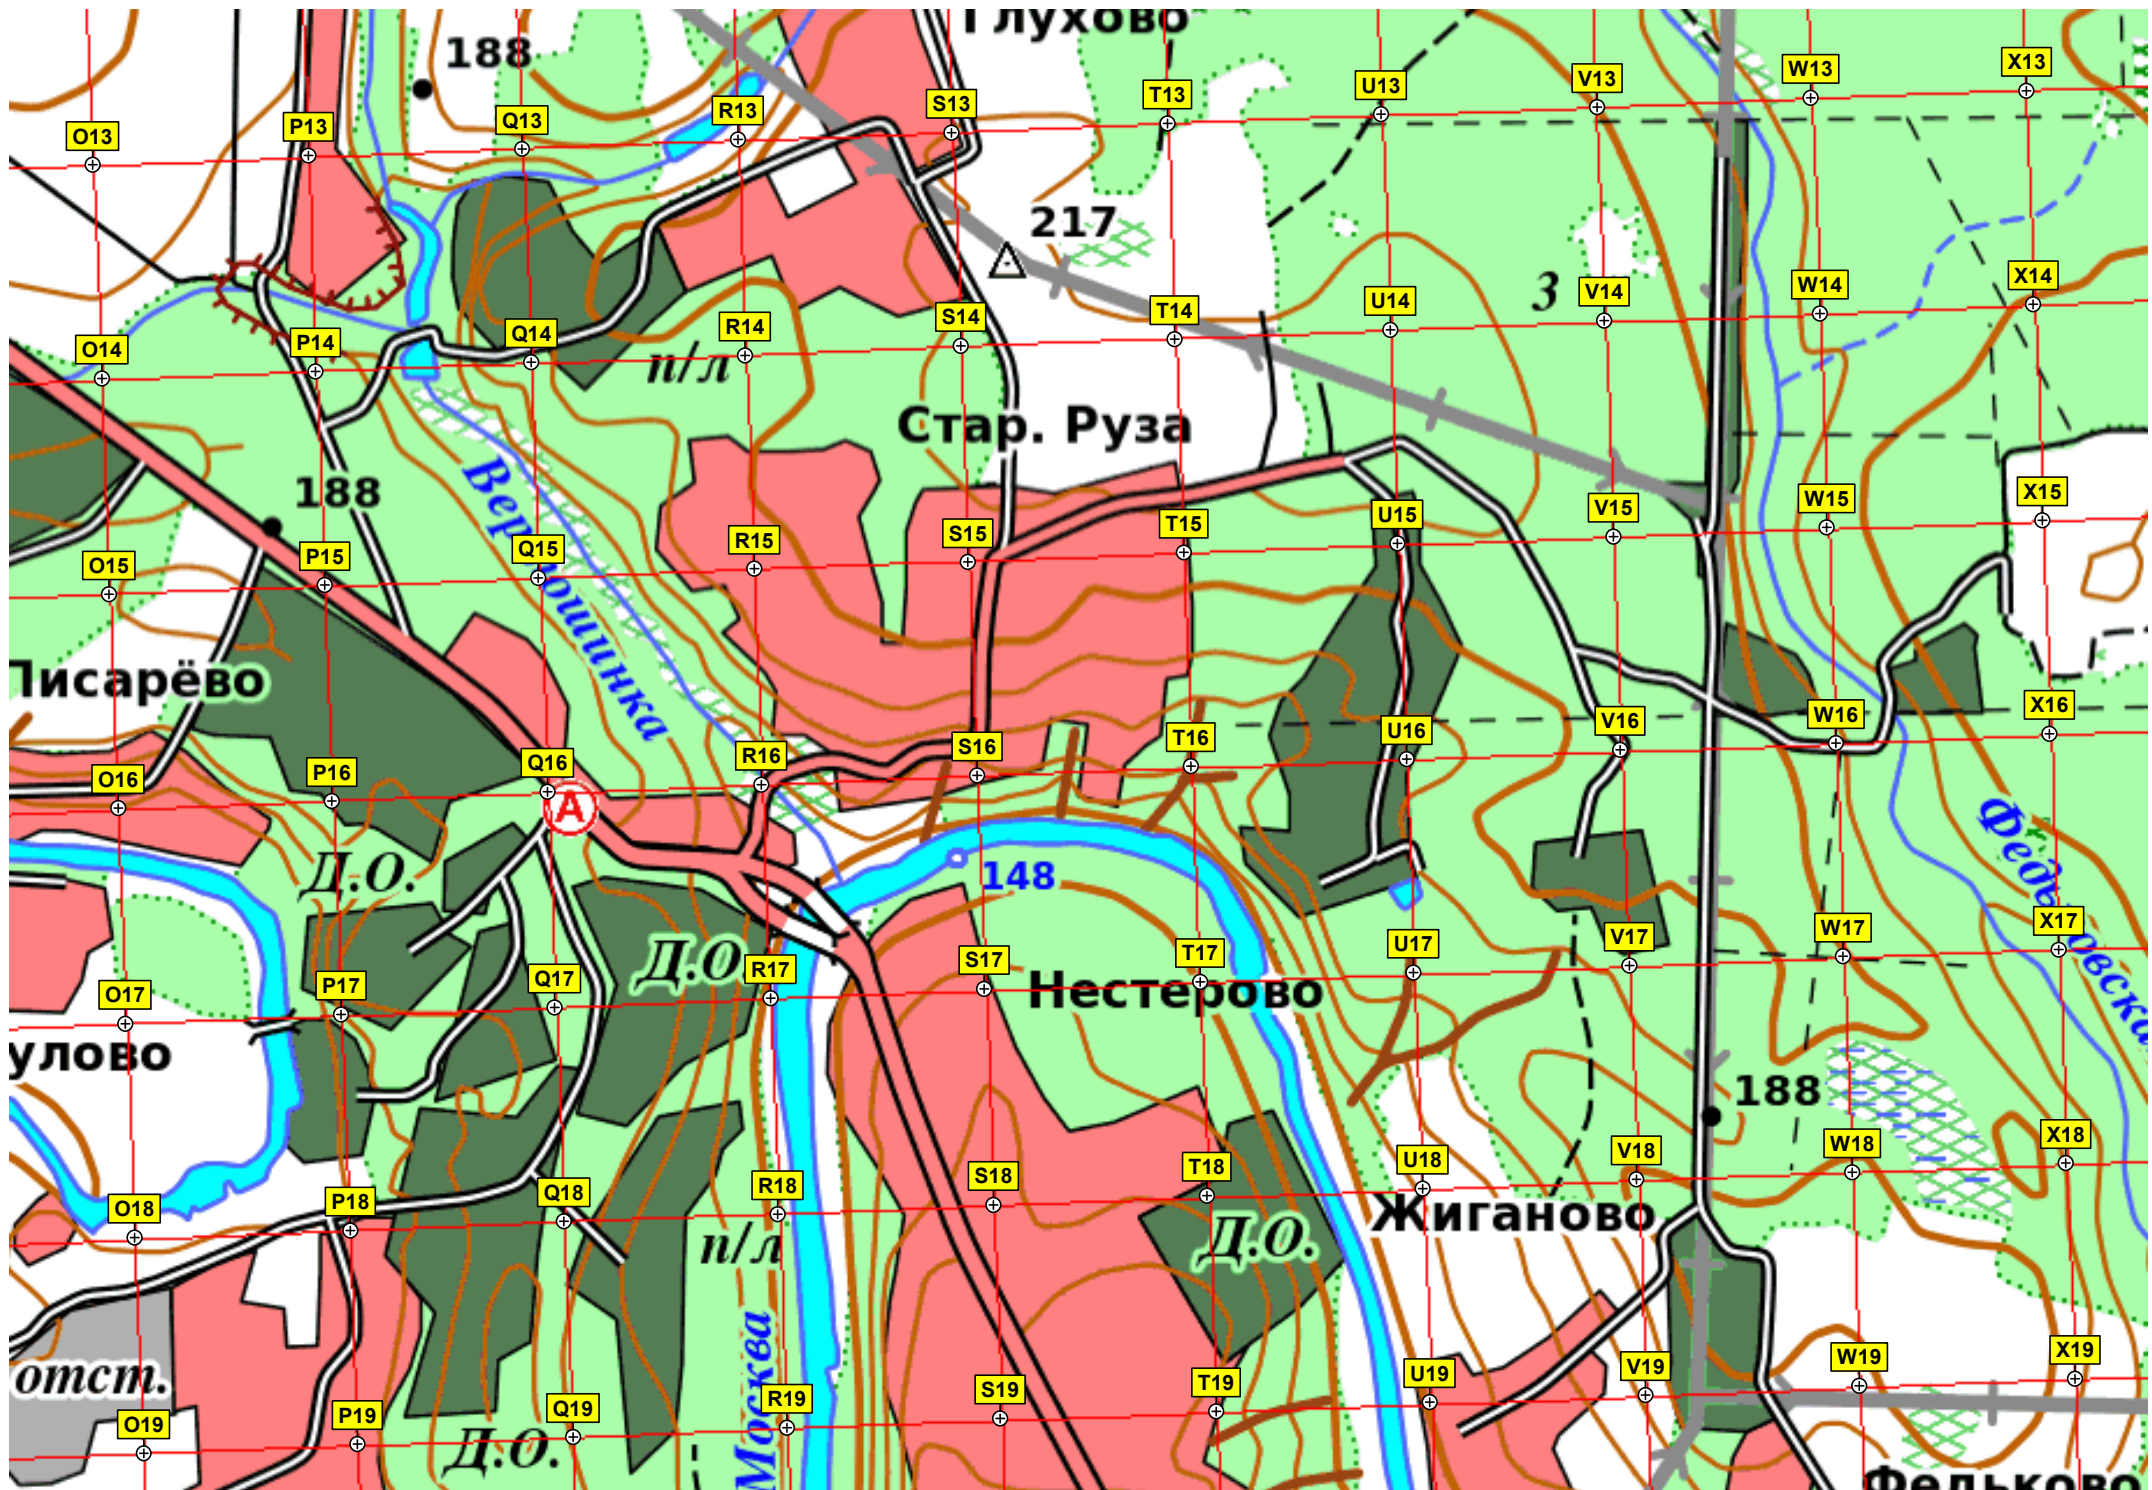 Глухово
188
O13 P13 Q13 R13 S13 T13 U13 V13 W13 X13
217
3
O14 P14 Q14 R14 S14 T14 U14 V14 W14 X14
п/л
Стар. Руза
188
O15 P15 Q15 R15 S15 T15 U15 V15 W15 X15
Писарёво
O16 P16 Q16 R16 S16 T16 U16 V16 W16 X16
А
Д.О.
148
Д.О
O17 P17 Q17 R17 S17 T17 U17 V17 W17 X17
Нестерово
улово
188
O18 P18 Q18 R18 S18 T18 U18 V18 W18 X18
Жиганово
п/л
Д.О.
Москва
отст.
O19 P19 Q19 R19 S19 T19 U19 V19 W19 X19
Д.О.
Федьково